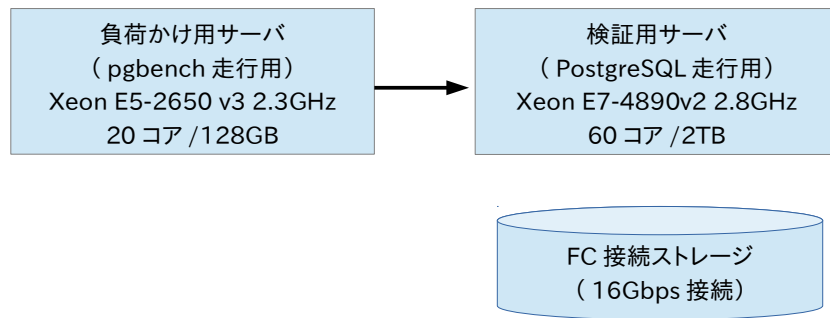 負荷かけ用サーバ
( pgbench 走行用)
Xeon E5-2650 v3 2.3GHz
20 コア /128GB
検証用サーバ
( PostgreSQL 走行用)
Xeon E7-4890v2 2.8GHz
60 コア /2TB
FC 接続ストレージ
( 16Gbps 接続)